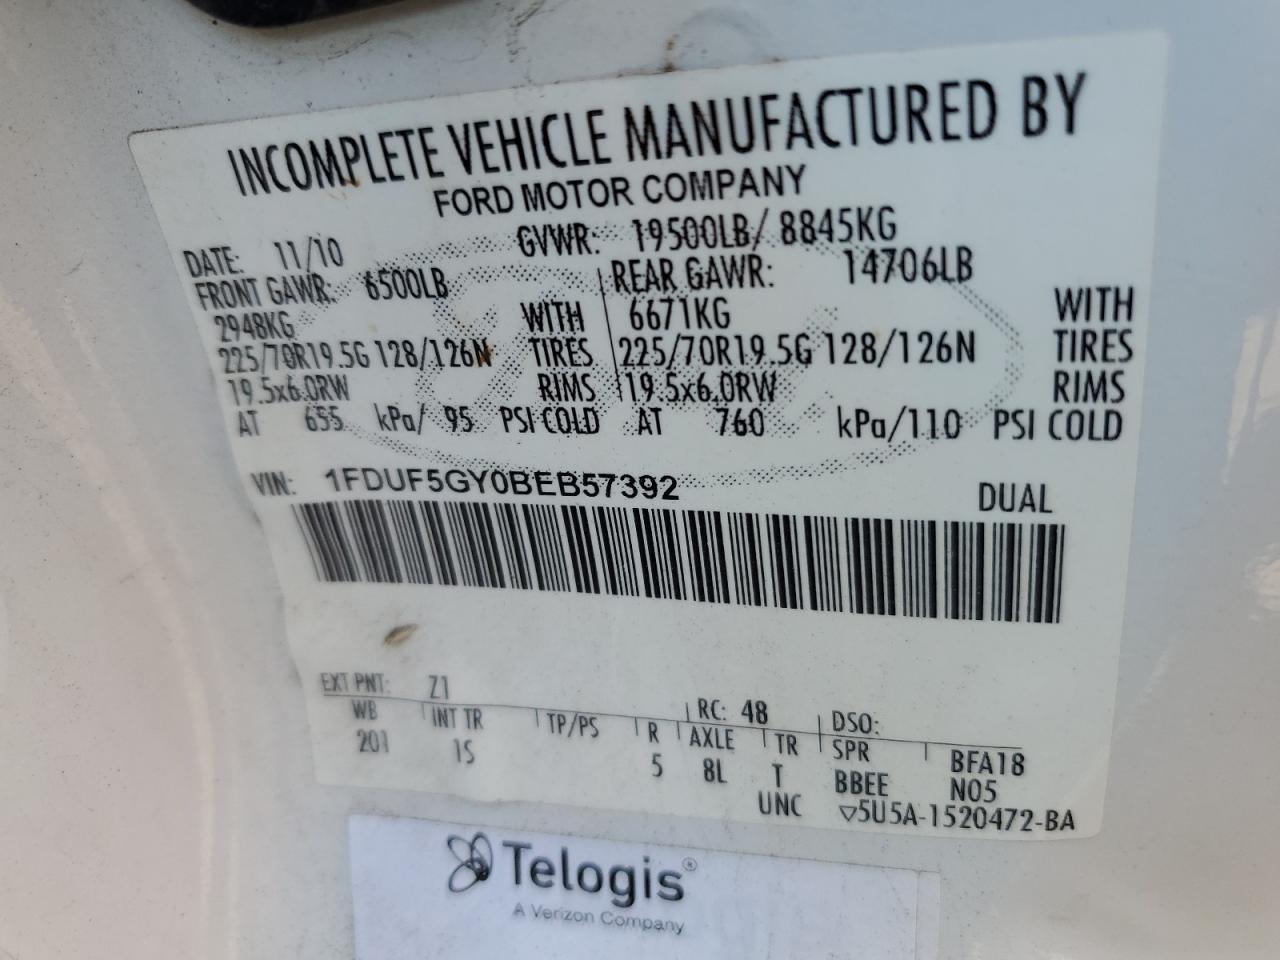 INCOMPLETE VEHICLE MANUFACTURED BY
FORD MOTOR COMPANY
DATE: 11/10 GVWR: 19500LB/ 8845KG
FRONT GAWR: 6500LB REAR GAWR: 14706LB
2948KG WITH 6671KG WITH
225/70R19.5G 128/126N TIRES 225/70R19.5G 128/126N TIRES
19.5x6.0RW RIMS 19.5x6.0RW RIMS
AT 655 kPa/ 95 PSI COLD AT 760 kPa/110 PSI COLD
VIN: 1FDUF5GY0BEB57392 DUAL
EXT PNT: Z1 RC: 48 DSO:
WB INT TR TP/PS R AXLE TR SPR BFA18
201 IS 5 8L T BBEE N05
UNC ▽5U5A-1520472-BA
Telogis®
A Verizon Company